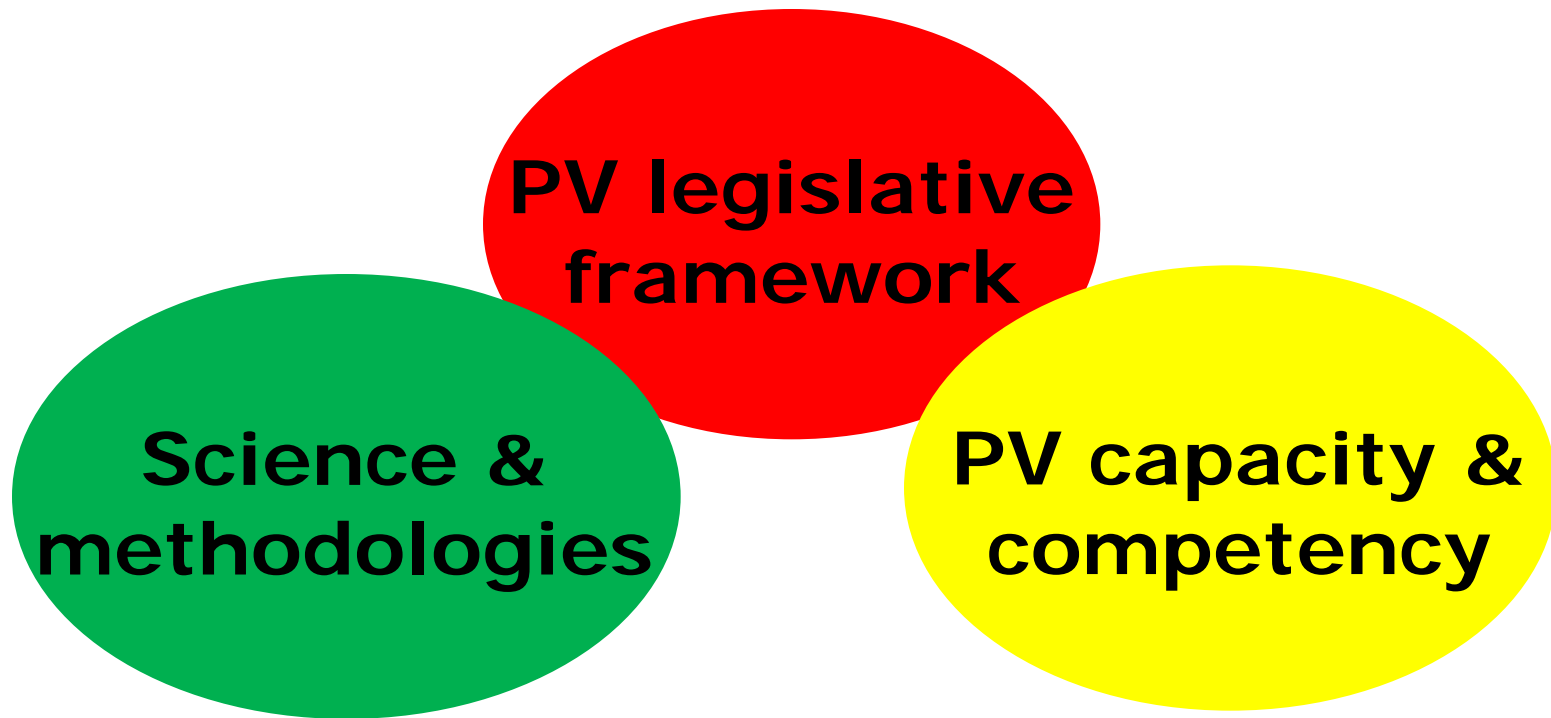 PV legislative
framework
Science &
methodologies
PV capacity &
competency